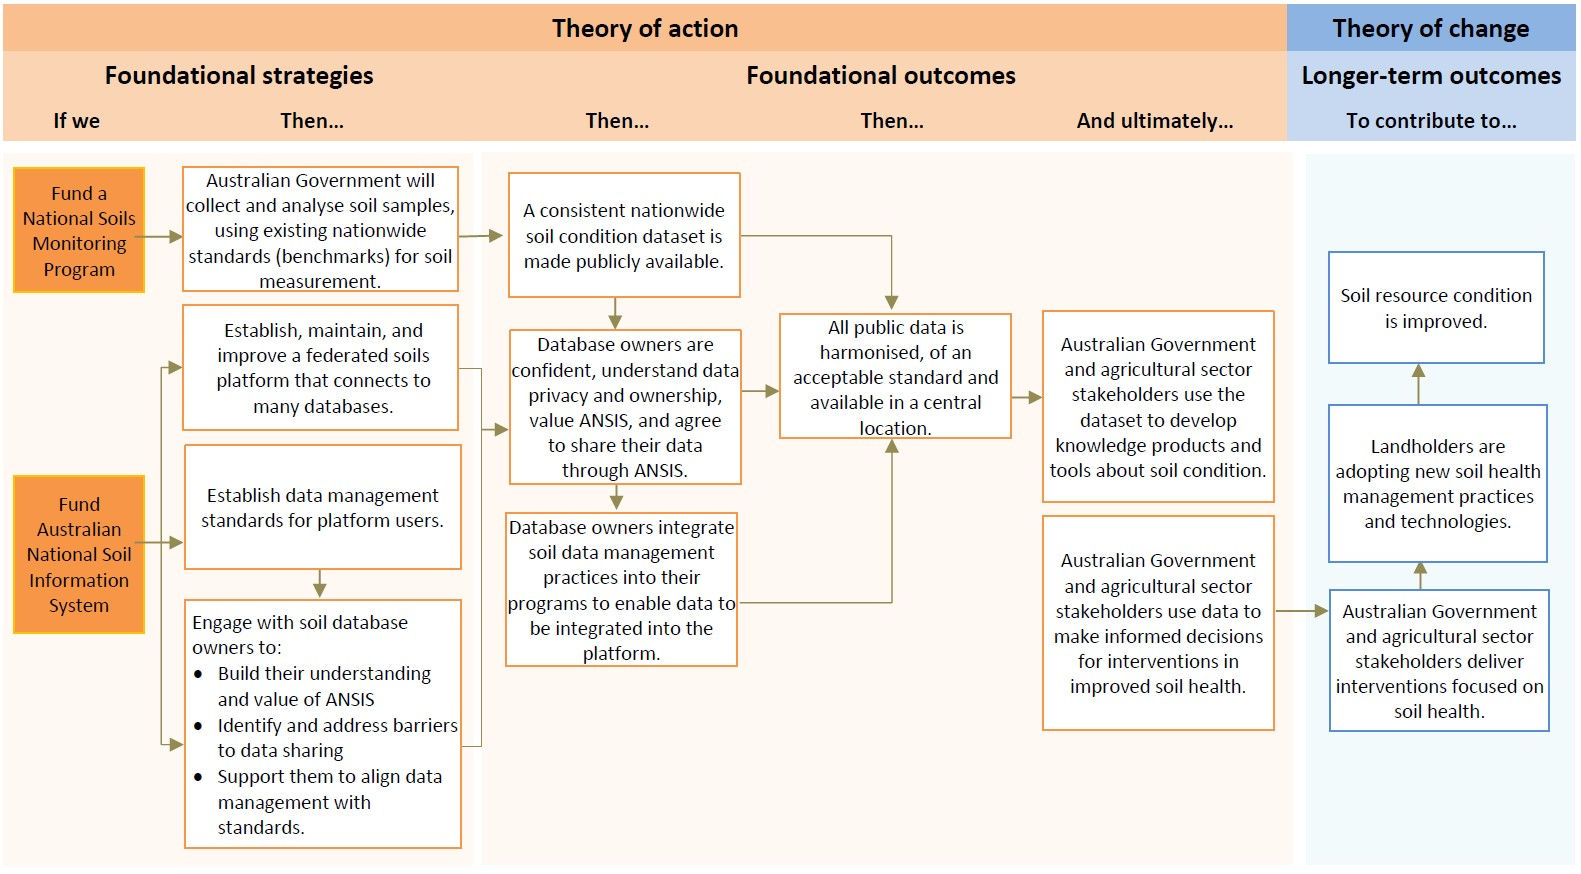 Theory of action
Theory of change
Foundational strategies
Foundational outcomes
Longer-term outcomes
If we
Then...
Then...
Then...
And ultimately...
To contribute to...
Fund a
National Soils
Monitoring
Program
Australian Government will
collect and analyse soil samples,
using existing nationwide
standards (benchmarks) for soil
measurement.
A consistent nationwide
soil condition dataset is
made publicly available.
Fund
Australian
National Soil
Information
System
Establish, maintain, and
improve a federated soils
platform that connects to
many databases.
Establish data management
standards for platform users.
Engage with soil database
owners to:
● Build their understanding
and value of ANSIS
● Identify and address barriers
to data sharing
● Support them to align data
management with
standards.
Database owners are
confident, understand data
privacy and ownership,
value ANSIS, and agree
to share their data
through ANSIS.
Database owners integrate
soil data management
practices into their
programs to enable data to
be integrated into the
platform.
All public data is
harmonised, of an
acceptable standard and
available in a central
location.
Australian Government
and agricultural sector
stakeholders use the
dataset to develop
knowledge products and
tools about soil condition.
Australian Government
and agricultural sector
stakeholders use data to
make informed decisions
for interventions in
improved soil health.
Soil resource condition
is improved.
Landholders are
adopting new soil health
management practices
and technologies.
Australian Government
and agricultural sector
stakeholders deliver
interventions focused on
soil health.